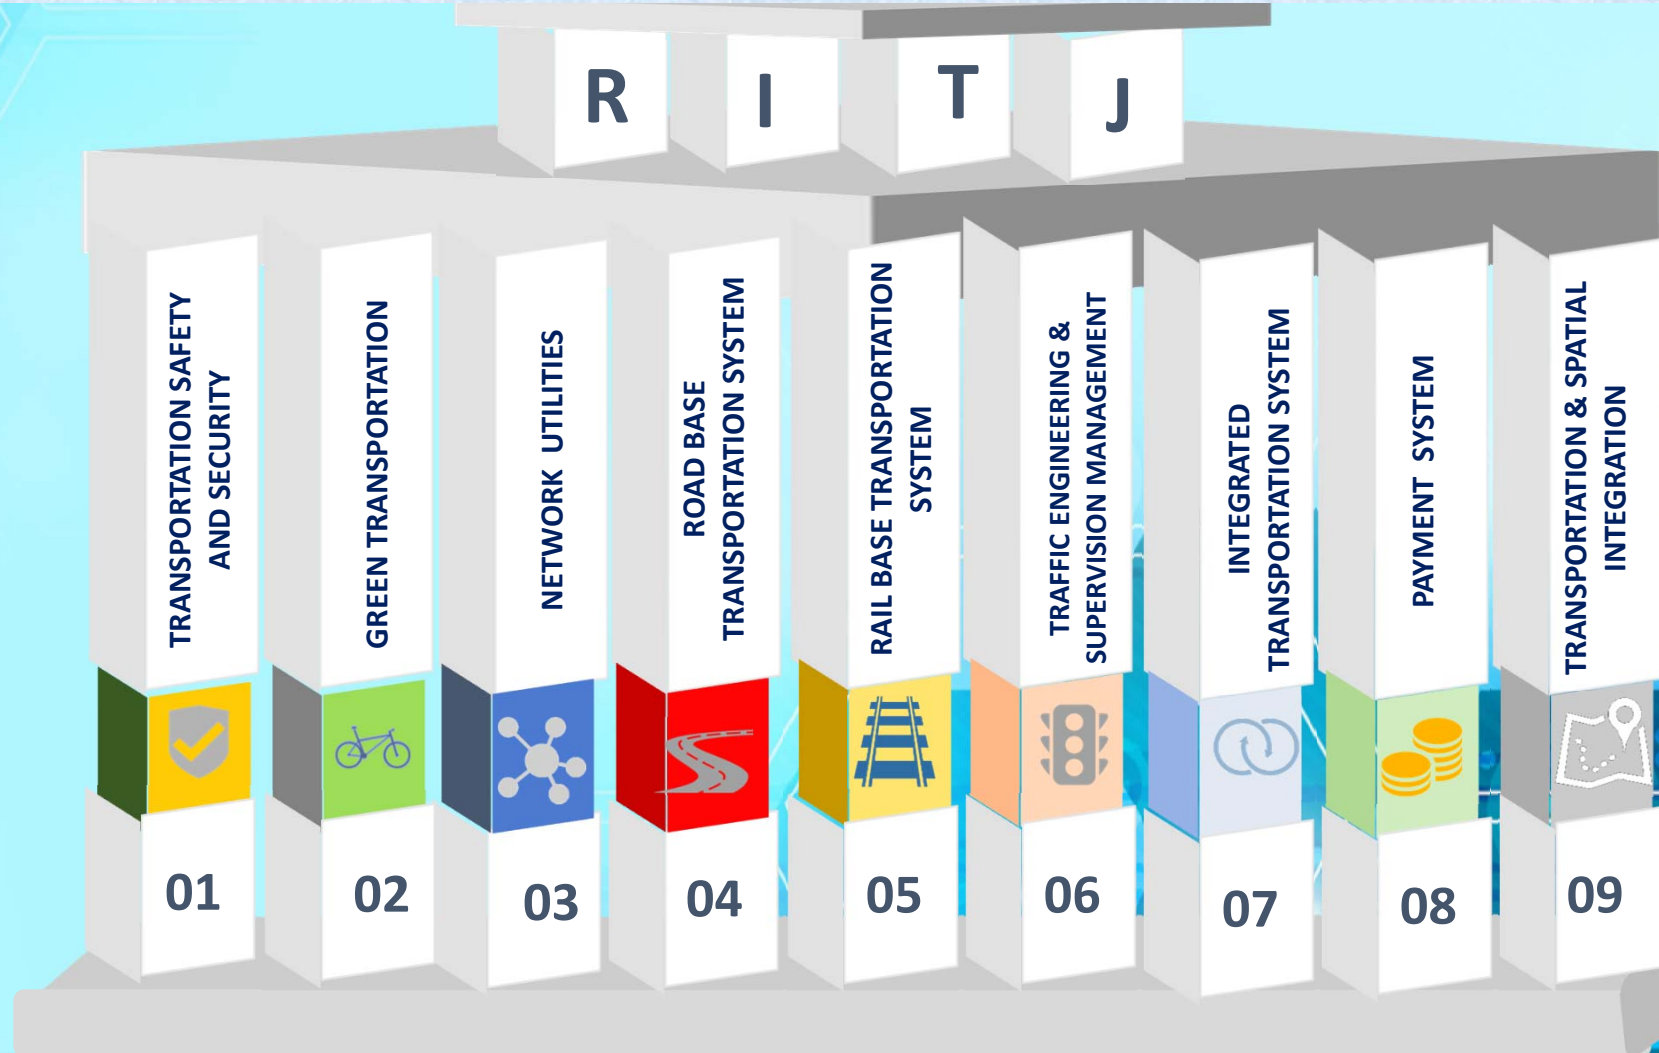 R I T J
TRANSPORTATION SAFETY
AND SECURITY
GREEN TRANSPORTATION
NETWORK UTILITIES
ROAD BASE
TRANSPORTATION SYSTEM
RAIL BASE TRANSPORTATION
SYSTEM
TRAFFIC ENGINEERING &
SUPERVISION MANAGEMENT
INTEGRATED
TRANSPORTATION SYSTEM
PAYMENT SYSTEM
TRANSPORTATION & SPATIAL
INTEGRATION
01 02 03 04 05 06 07 08 09